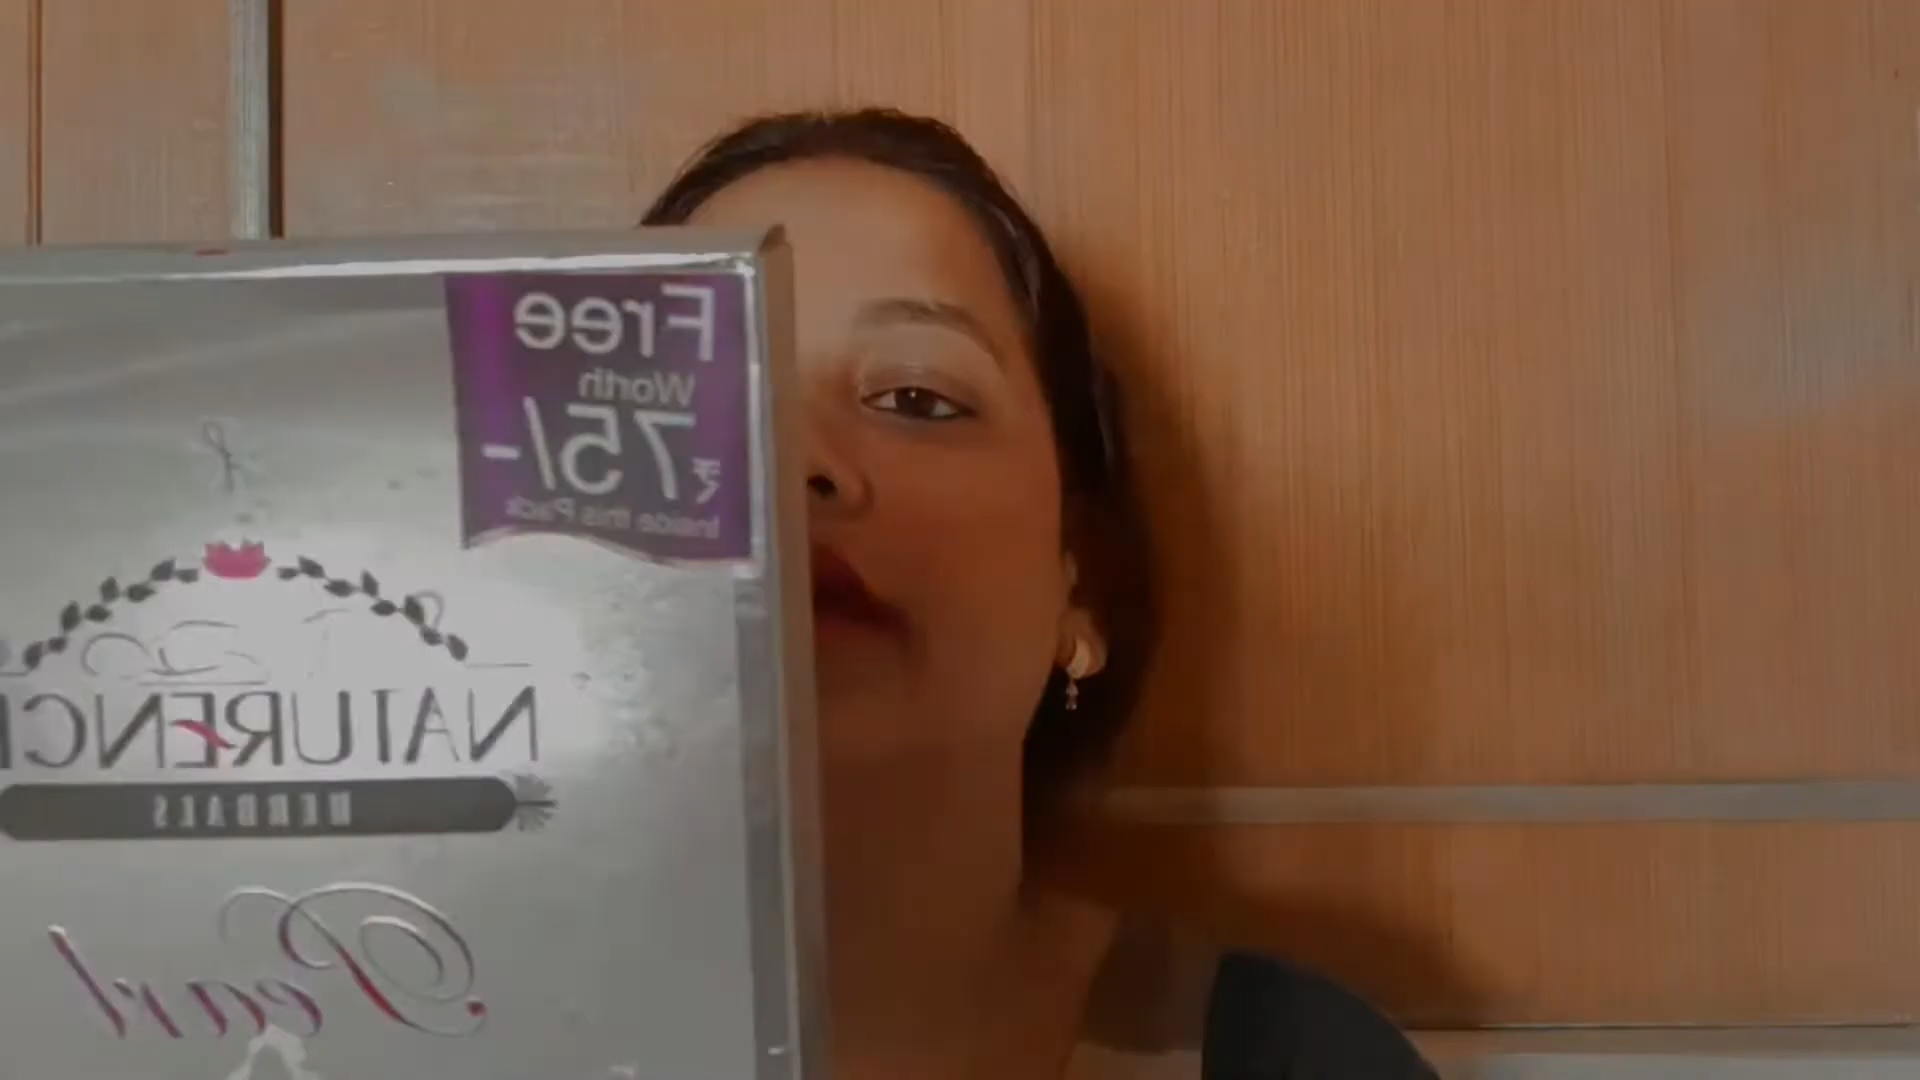 Free
Worth
₹75/-
Inside this Pack
NATURENC
HERBALS
Pearl